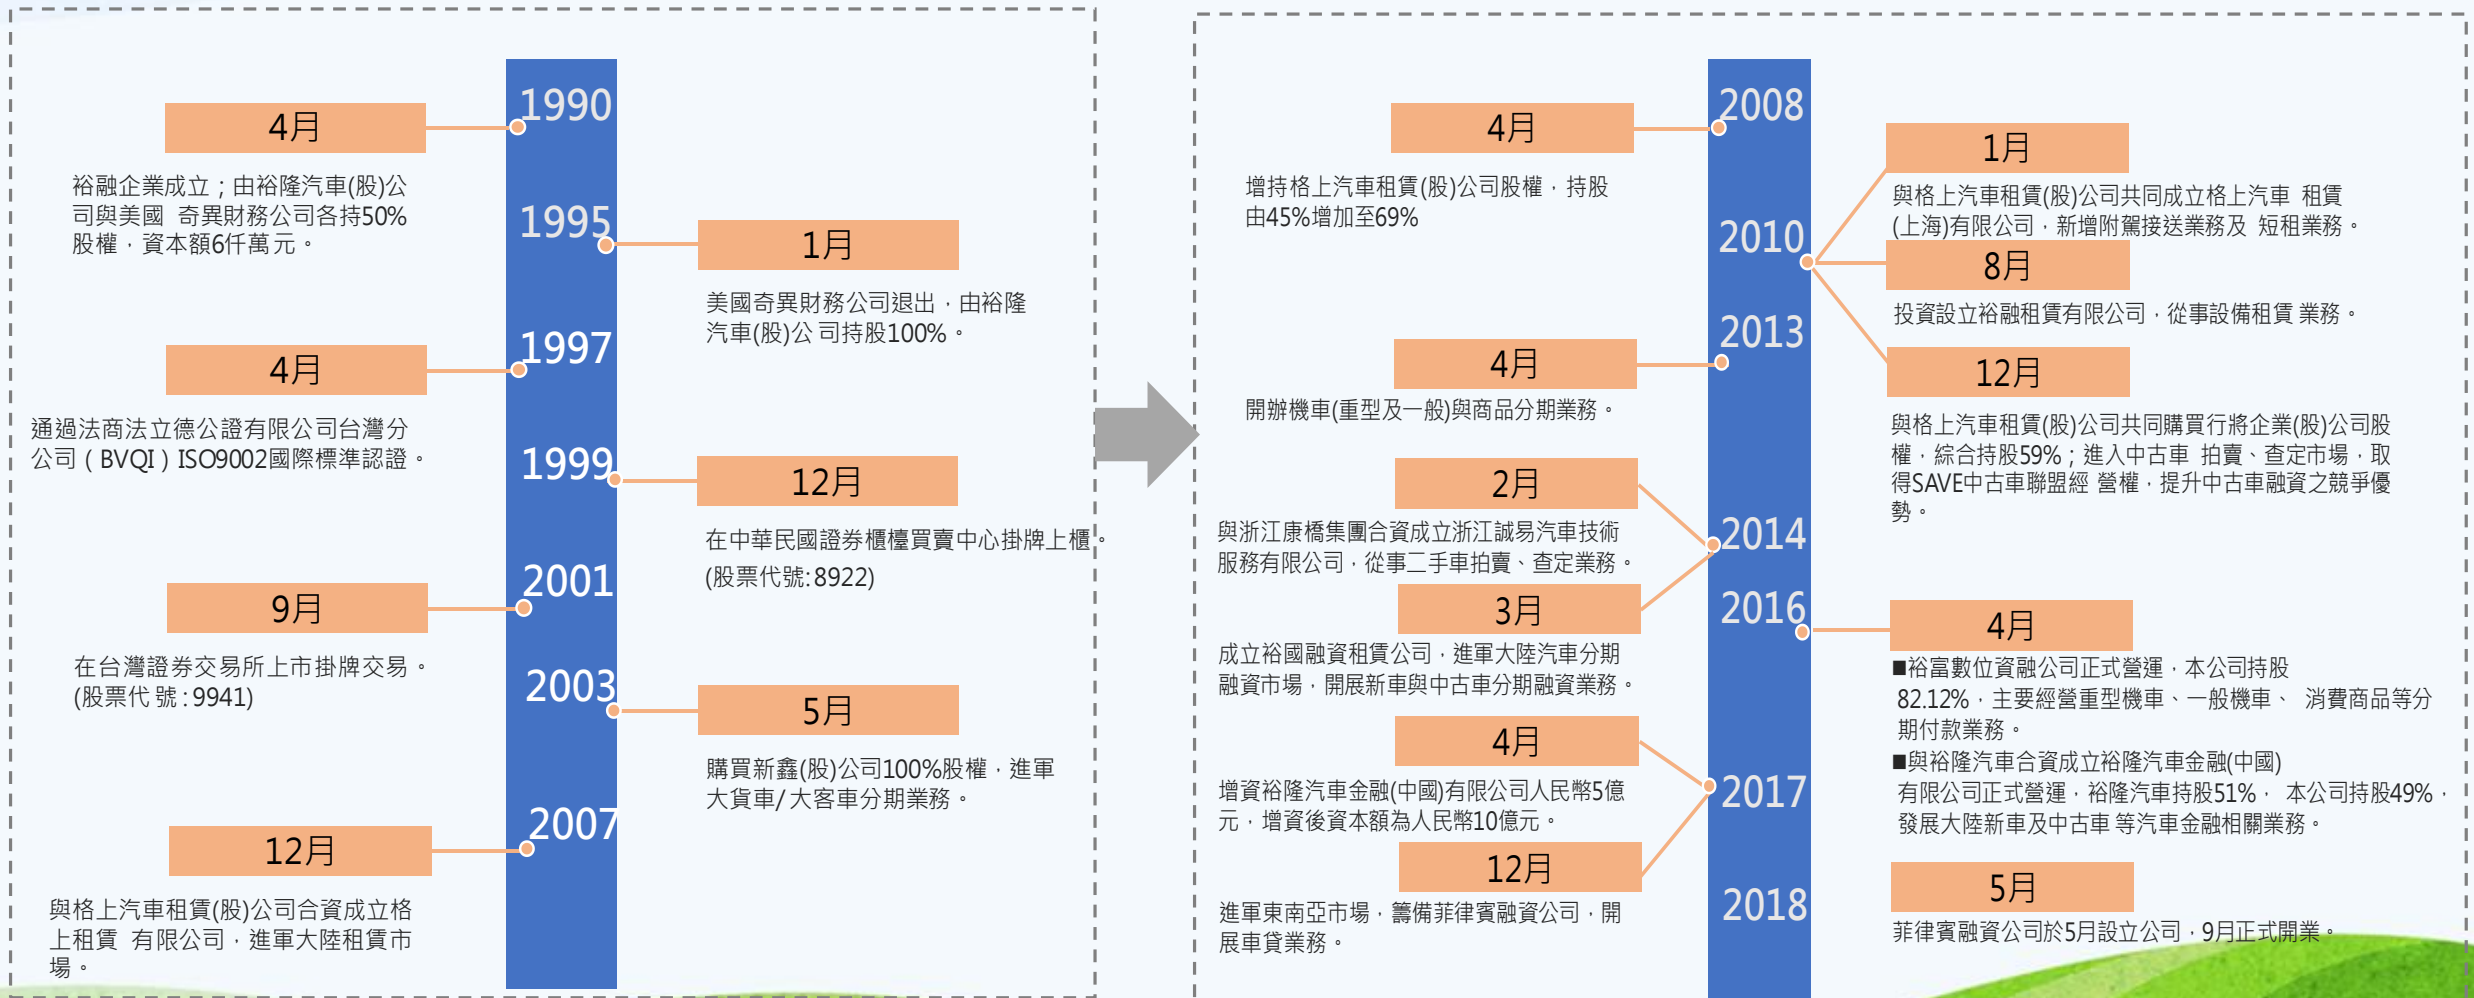 1990
4月
裕融企業成立；由裕隆汽車(股)公
司與美國 奇異財務公司各持50%
股權，資本額6仟萬元。
1995
1月
美國奇異財務公司退出，由裕隆
汽車(股)公 司持股100%。
1997
4月
通過法商法立德公證有限公司台灣分
公司（BVQI）ISO9002國際標準認證。
1999
12月
在中華民國證券櫃檯買賣中心掛牌上櫃。
(股票代號:8922)
2001
9月
在台灣證券交易所上市掛牌交易。
(股票代 號:9941)
2003
5月
購買新鑫(股)公司100%股權，進軍
大貨車/大客車分期業務。
2007
12月
與格上汽車租賃(股)公司合資成立格
上租賃 有限公司，進軍大陸租賃市
場。
2008
4月
增持格上汽車租賃(股)公司股權，持股
由45%增加至69%
2010
1月
與格上汽車租賃(股)公司共同成立格上汽車 租賃
(上海)有限公司，新增附駕接送業務及 短租業務。
8月
投資設立裕融租賃有限公司，從事設備租賃 業務。
12月
與格上汽車租賃(股)公司共同購買行將企業(股)公司股
權，綜合持股59%；進入中古車 拍賣、查定市場，取
得SAVE中古車聯盟經 營權，提升中古車融資之競爭優
勢。
2013
4月
開辦機車(重型及一般)與商品分期業務。
2014
2月
與浙江康橋集團合資成立浙江誠易汽車技術
服務有限公司，從事二手車拍賣、查定業務。
3月
成立裕國融資租賃公司，進軍大陸汽車分期
融資市場，開展新車與中古車分期融資業務。
2016
4月
■裕富數位資融公司正式營運，本公司持股
82.12%，主要經營重型機車、一般機車、 消費商品等分
期付款業務。
■與裕隆汽車合資成立裕隆汽車金融(中國)
有限公司正式營運，裕隆汽車持股51%， 本公司持股49%，
發展大陸新車及中古車 等汽車金融相關業務。
2017
4月
增資裕隆汽車金融(中國)有限公司人民幣5億
元，增資後資本額為人民幣10億元。
12月
進軍東南亞市場，籌備菲律賓融資公司，開
展車貸業務。
2018
5月
菲律賓融資公司於5月設立公司，9月正式開業。